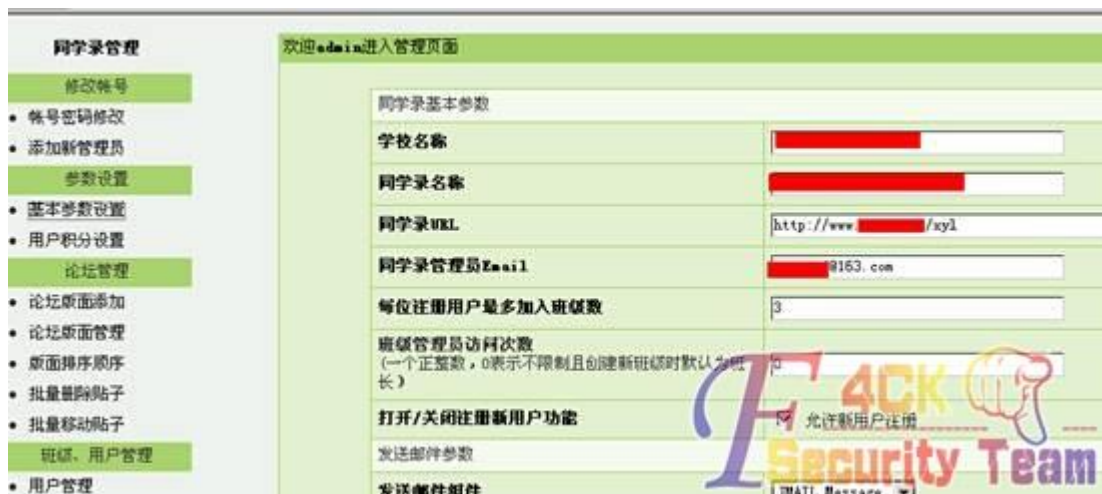 同学录管理
修改帐号
帐号密码修改
添加新管理员
参数设置
基本参数设置
用户积分设置
论坛管理
论坛版面添加
论坛版面管理
版面排序顺序
批量删除贴子
批量移动贴子
班级、用户管理
用户管理
欢迎admin进入管理页面
同学录基本参数
学校名称
同学录名称
同学录URL
http://www. /xyl
同学录管理员Email
@163.com
每位注册用户最多加入班级数
3
班级管理员访问次数
(一个正整数，0表示不限制且创建新班级时默认为班
长)
0
打开/关闭注册新用户功能
允许新用户注册
发送邮件参数
发送邮件组件
JMAIL.Message
F4CK
Security Team